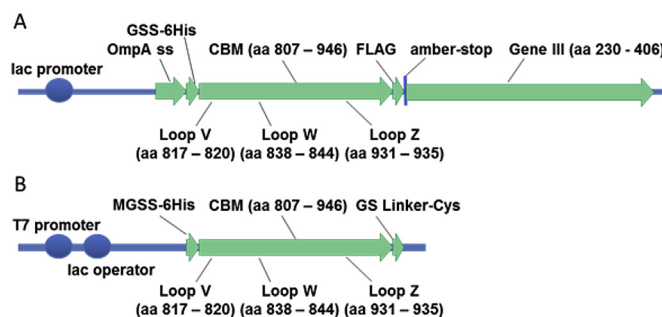 A
GSS-6His
OmpA ss
CBM (aa 807 – 946)
FLAG
amber-stop
Gene III (aa 230 - 406)
lac promoter
Loop V
(aa 817 – 820)
Loop W
(aa 838 – 844)
Loop Z
(aa 931 – 935)
B
MGSS-6His
CBM (aa 807 – 946)
GS Linker-Cys
T7 promoter
lac operator
Loop V
(aa 817 – 820)
Loop W
(aa 838 – 844)
Loop Z
(aa 931 – 935)